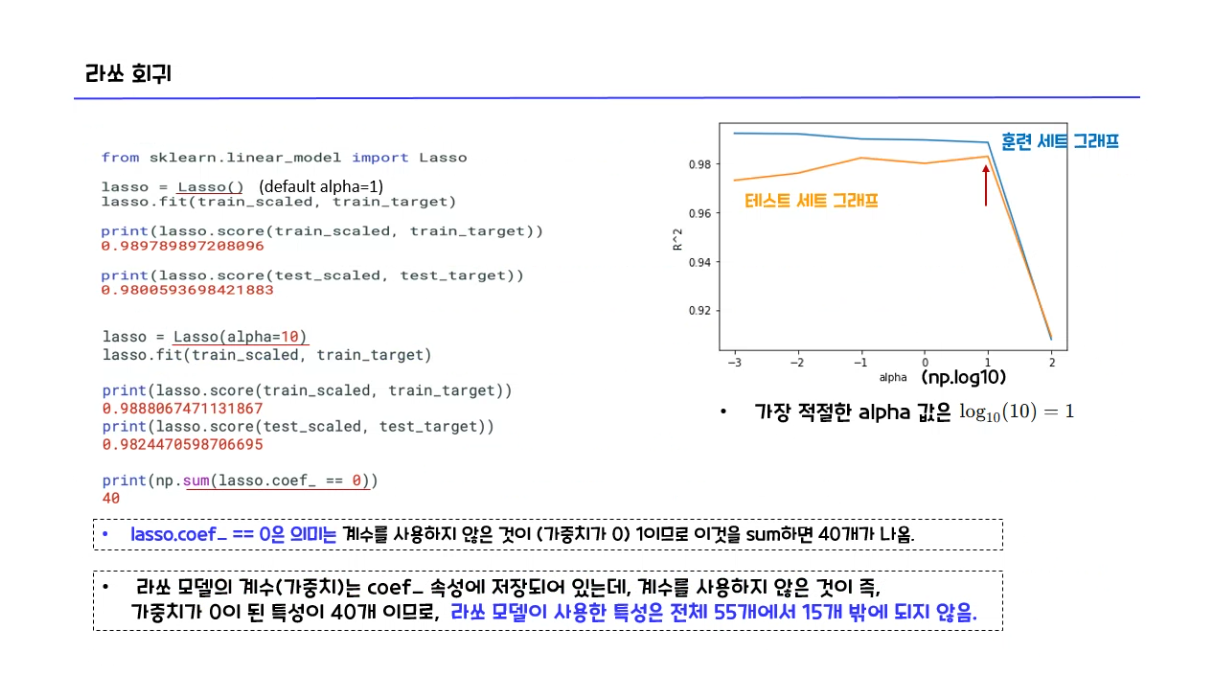 라쏘 회귀
from sklearn.linear_model import Lasso
lasso = Lasso() (default alpha=1)
lasso.fit(train_scaled, train_target)
print(lasso.score(train_scaled, train_target))
0.989789897208096
print(lasso.score(test_scaled, test_target))
0.9800593698421883
lasso = Lasso(alpha=10)
lasso.fit(train_scaled, train_target)
print(lasso.score(train_scaled, train_target))
0.9888067471131867
print(lasso.score(test_scaled, test_target))
0.9824470598706695
print(np.sum(lasso.coef_ == 0))
40
훈련 세트 그래프
테스트 세트 그래프
0.98
0.96
0.94
0.92
R^2
−3 −2 −1 0 1 2
alpha (np.log10)
• 가장 적절한 alpha 값은 log10(10) = 1
• lasso.coef_ == 0은 의미는 계수를 사용하지 않은 것이 (가중치가 0) 1이므로 이것을 sum하면 40개가 나옴.
• 라쏘 모델의 계수(가중치)는 coef_ 속성에 저장되어 있는데, 계수를 사용하지 않은 것이 즉,
가중치가 0이 된 특성이 40개 이므로, 라쏘 모델이 사용한 특성은 전체 55개에서 15개 밖에 되지 않음.